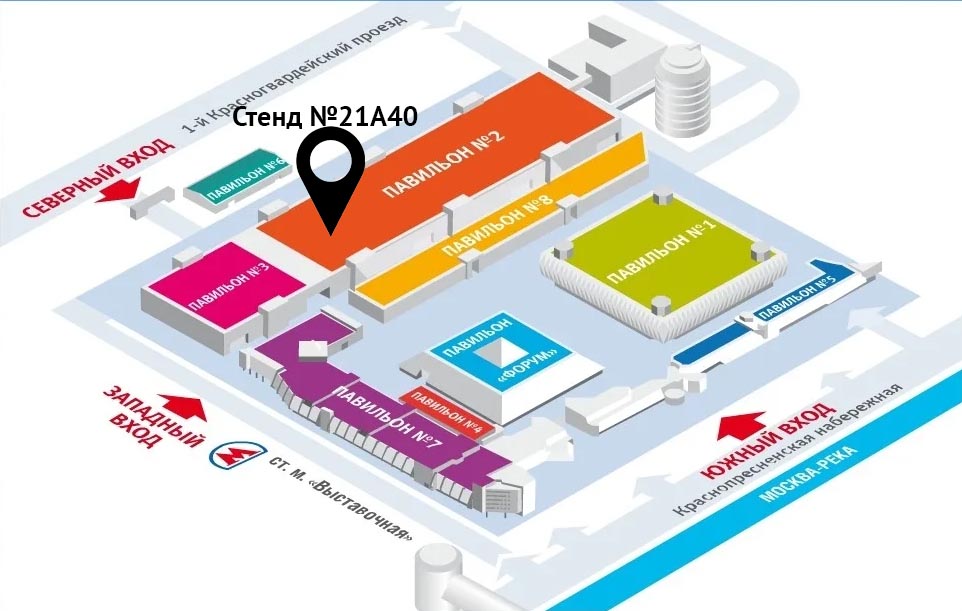 1-й Красногвардейский проезд
Стенд №21А40
СЕВЕРНЫЙ ВХОД
ПАВИЛЬОН №6
ПАВИЛЬОН №2
ПАВИЛЬОН №8
ПАВИЛЬОН №1
ПАВИЛЬОН №3
ПАВИЛЬОН №5
ПАВИЛЬОН
«ФОРУМ»
ПАВИЛЬОН №4
ПАВИЛЬОН №7
ЗАПАДНЫЙ
ВХОД
М
ст. м. «Выставочная»
ЮЖНЫЙ ВХОД
Краснопресненская набережная
МОСКВА-РЕКА